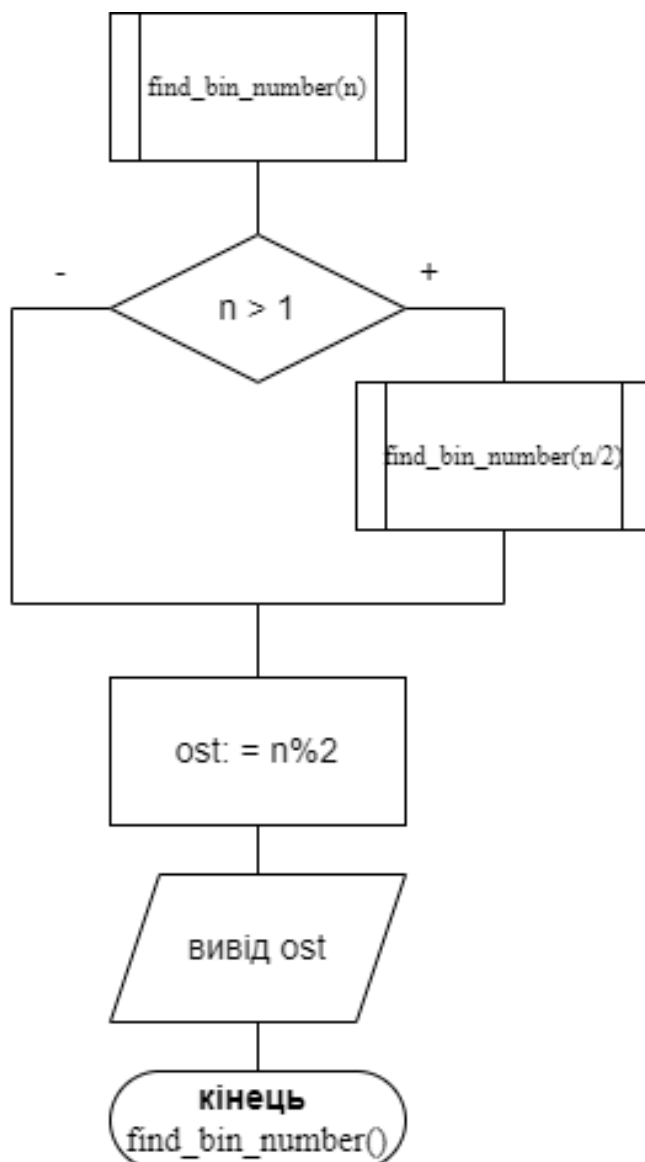 find_bin_number(n)
-
+
n > 1
find_bin_number(n/2)
ost: = n%2
вивід ost
кінець
find_bin_number()